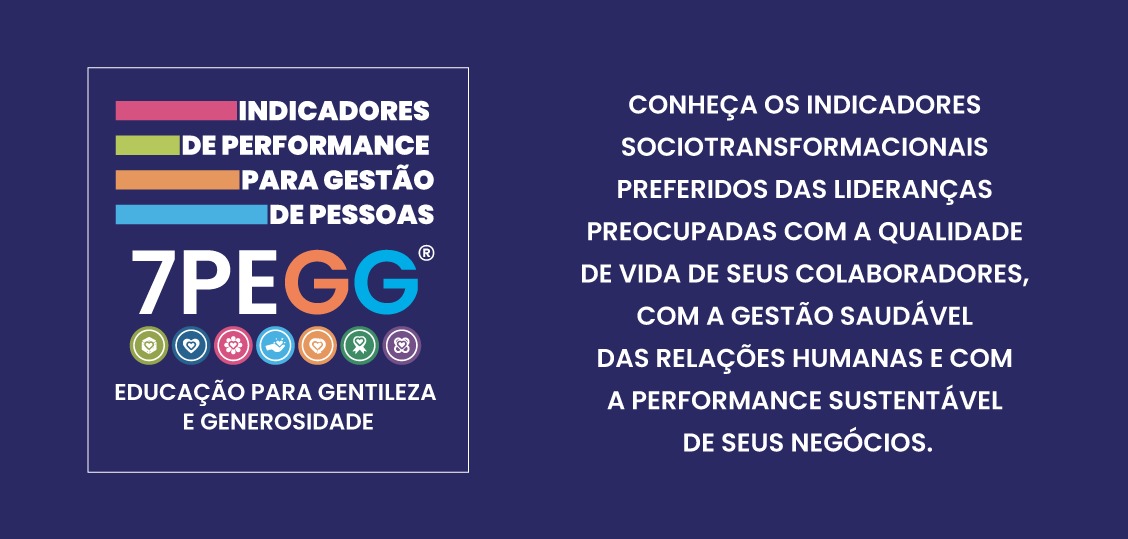 INDICADORES
DE PERFORMANCE
PARA GESTÃO
DE PESSOAS
7PEGG®
EDUCAÇÃO PARA GENTILEZA
E GENEROSIDADE
CONHEÇA OS INDICADORES
SOCIOTRANSFORMACIONAIS
PREFERIDOS DAS LIDERANÇAS
PREOCUPADAS COM A QUALIDADE
DE VIDA DE SEUS COLABORADORES,
COM A GESTÃO SAUDÁVEL
DAS RELAÇÕES HUMANAS E COM
A PERFORMANCE SUSTENTÁVEL
DE SEUS NEGÓCIOS.